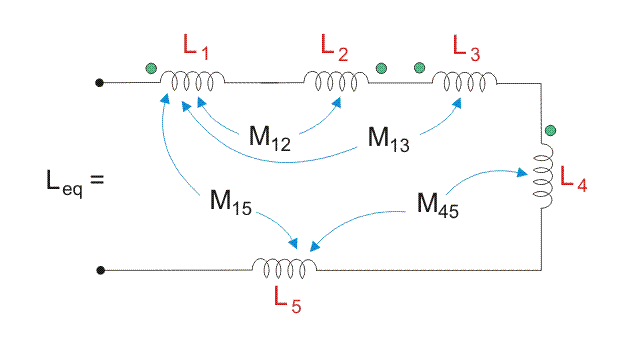 L₁ L₂ L₃
M₁₂ M₁₃
L₄
Leq =
M₁₅ M₄₅
L₅